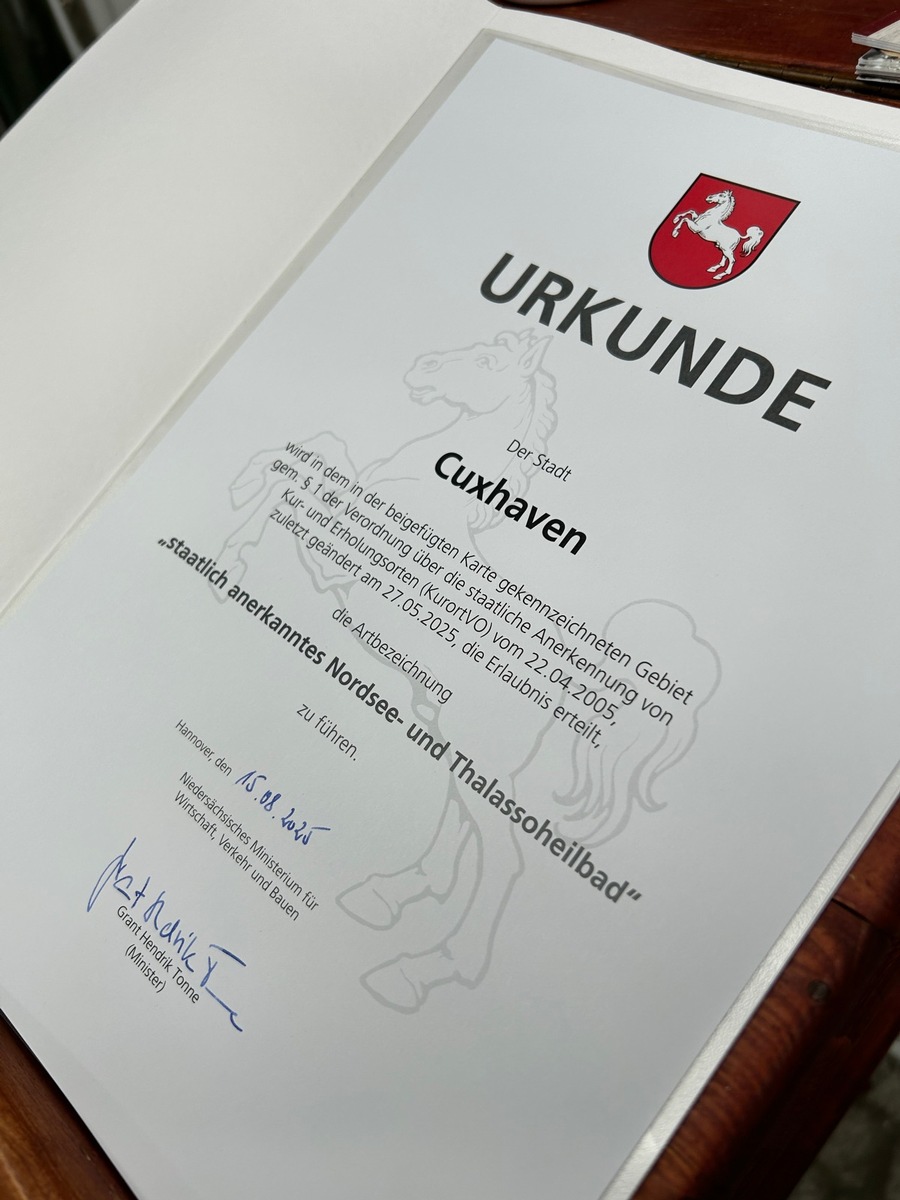 URKUNDE
Der Stadt
Cuxhaven
wird in dem in der beigefügten Karte gekennzeichneten Gebiet
gem. § 1 der Verordnung über die staatliche Anerkennung von
Kur- und Erholungsorten (KurortVO) vom 22.04.2005,
zuletzt geändert am 27.05.2025, die Erlaubnis erteilt,
die Artbezeichnung
„staatlich anerkanntes Nordsee- und Thalassoheilbad“
zu führen.
Hannover, den 15.08.2025
Niedersächsisches Ministerium für
Wirtschaft, Verkehr und Bauen
Grant Hendrik T
Grant Hendrik Tonne
(Minister)